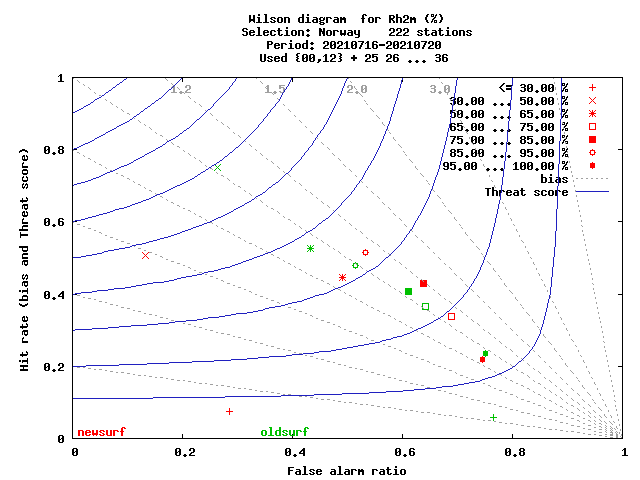 Wilson diagram  for Rh2m (%)
Selection: Norway    222 stations
Period: 20210716-20210720
Used {00,12} + 25 26 ... 36
1
0.8
0.6
0.4
0.2
0
Hit rate (bias and Threat score)
1.2
1.5
2.0
3.0
<= 30.00 %
30.00 ... 50.00 %
50.00 ... 65.00 %
65.00 ... 75.00 %
75.00 ... 85.00 %
85.00 ... 95.00 %
95.00 ... 100.00 %
bias
Threat score
newsurf
oldsurf
0
0.2
0.4
0.6
0.8
1
False alarm ratio